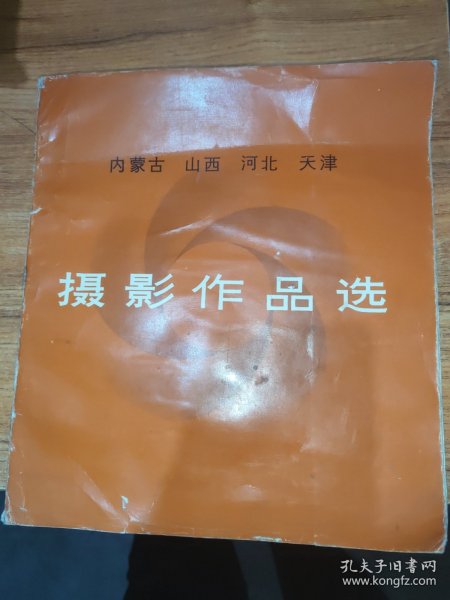 内蒙古 山西 河北 天津
摄影作品选
孔夫子旧书网
www.kongfz.com